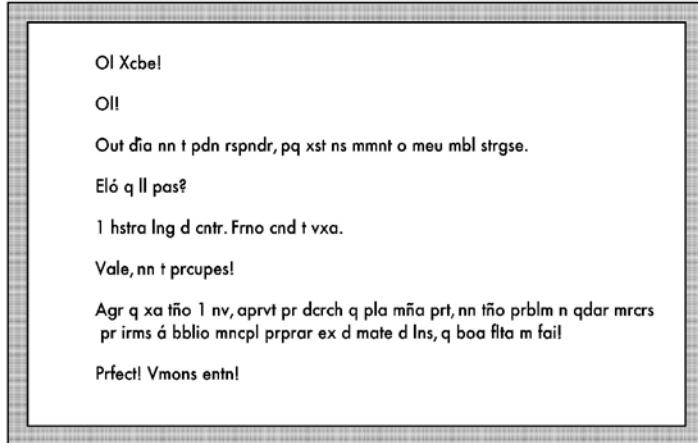 Ol Xcbe!
Ol!
Out día nn t pdn rspndr, pq xst ns mmnt o meu mbl strgse.
Eló q ll pas?
1 hstra lng d cntr. Frno cnd t vxa.
Vale, nn t prcupes!
Agr q xa tño 1 nv, aprvt pr dcrch q pla mña prt, nn tño prblm n qdar mrcrs
pr irms á bblio mncpl prprar ex d mate d lns, q boa flta m fai!
Prfect! Vmons entn!